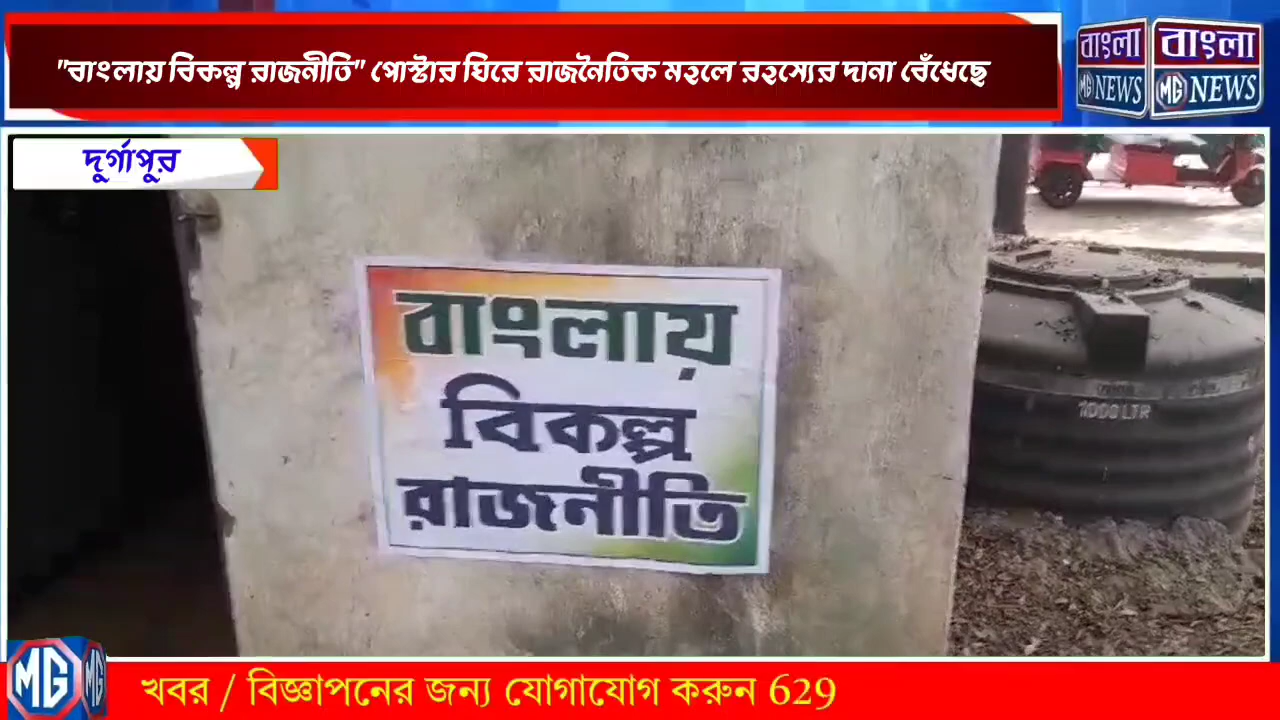 "বাংলায় বিকল্প রাজনীতি" পোস্টার ঘিরে রাজনৈতিক মহলে রহস্যের দানা বেঁধেছে
বাংলা
MG NEWS
বাংলা
MG NEWS
দুর্গাপুর
বাংলায়
বিকল্প
রাজনীতি
1000 LTR
MG
খবর / বিজ্ঞাপনের জন্য যোগাযোগ করুন 629